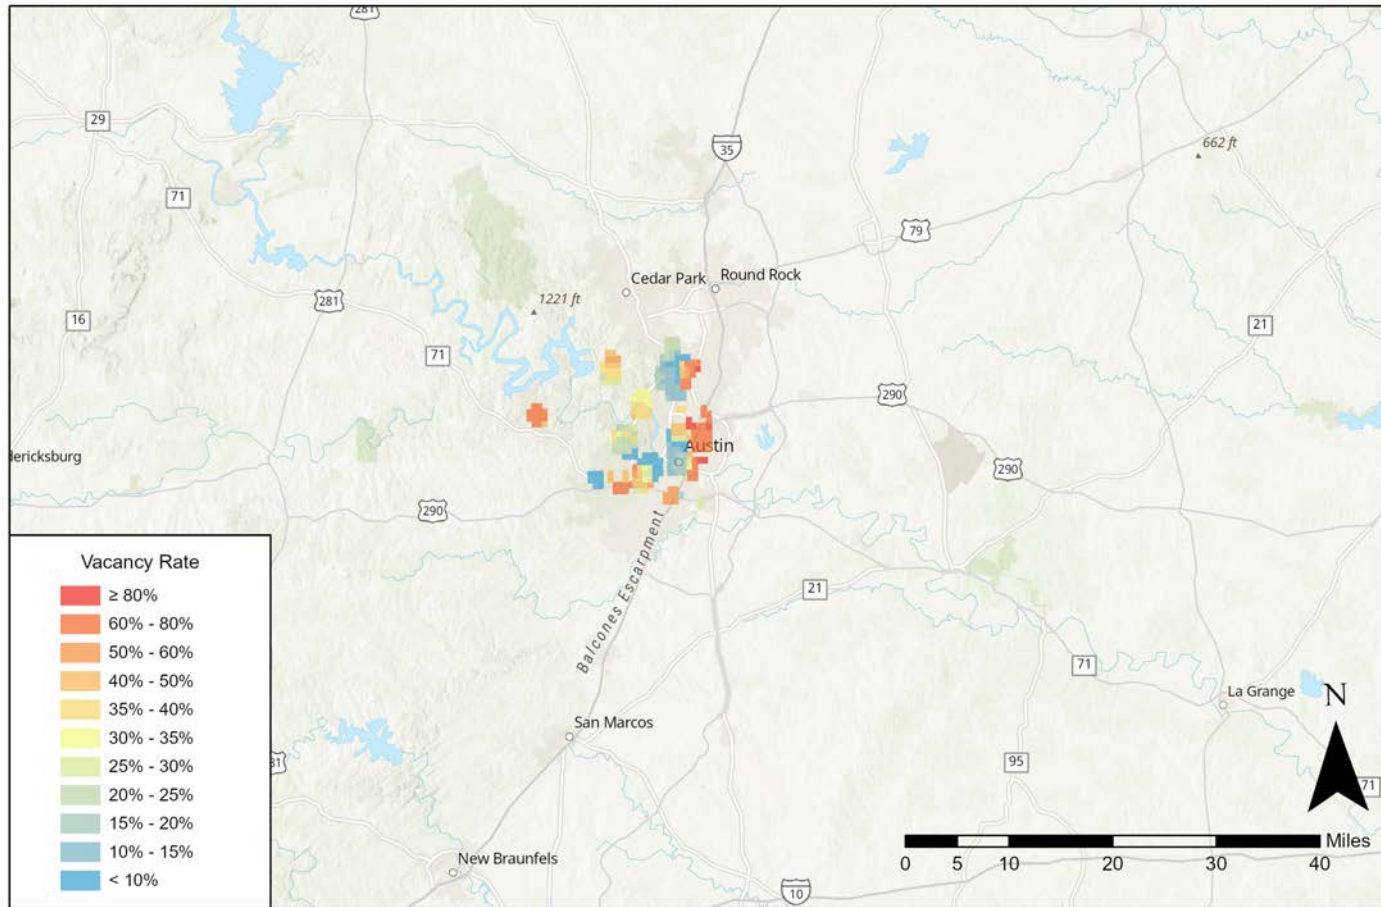 281
29
35
662 ft
71
79
Cedar Park
Round Rock
1221 ft
281
16
21
71
290
Austin
dericksburg
290
290
Balcones Escarpment
21
71
La Grange
N
San Marcos
31
95
71
New Braunfels
10
Vacancy Rate
≥ 80%
60% - 80%
50% - 60%
40% - 50%
35% - 40%
30% - 35%
25% - 30%
20% - 25%
15% - 20%
10% - 15%
< 10%
Miles
0 5 10 20 30 40